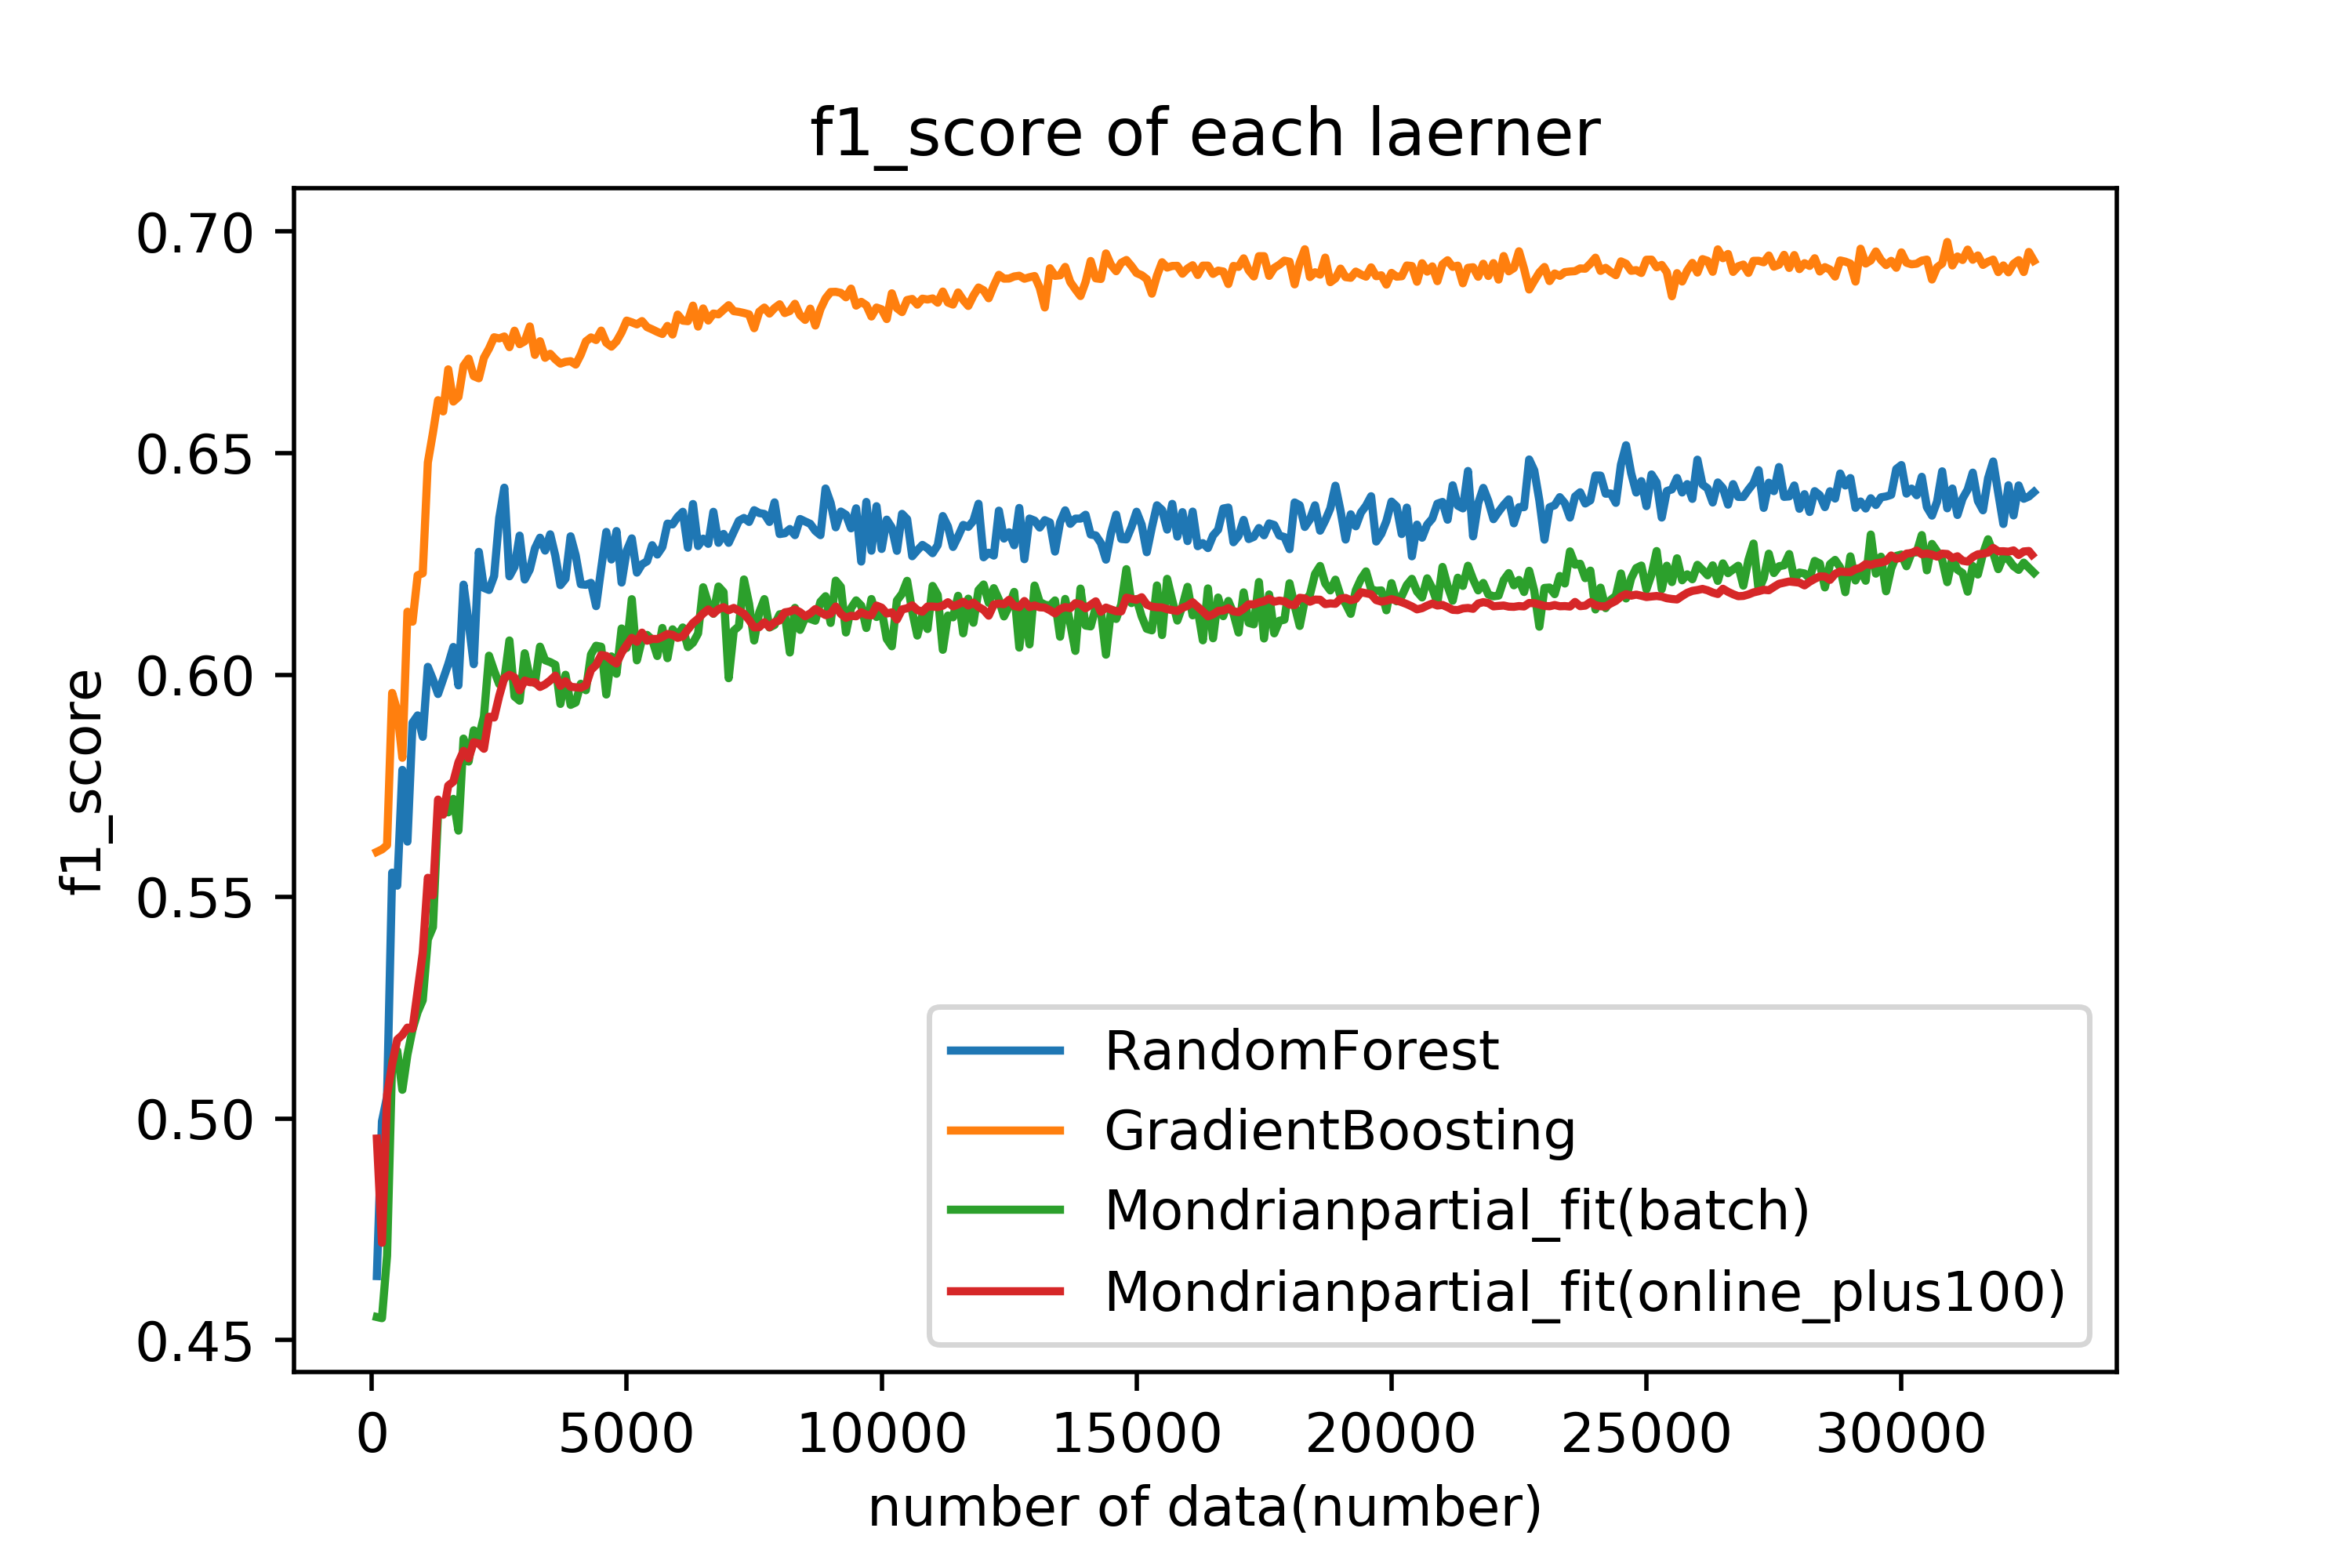 f1_score of each laerner
0.70
0.65
0.60
0.55
0.50
0.45
f1_score
RandomForest
GradientBoosting
Mondrianpartial_fit(batch)
Mondrianpartial_fit(online_plus100)
0 5000 10000 15000 20000 25000 30000
number of data(number)